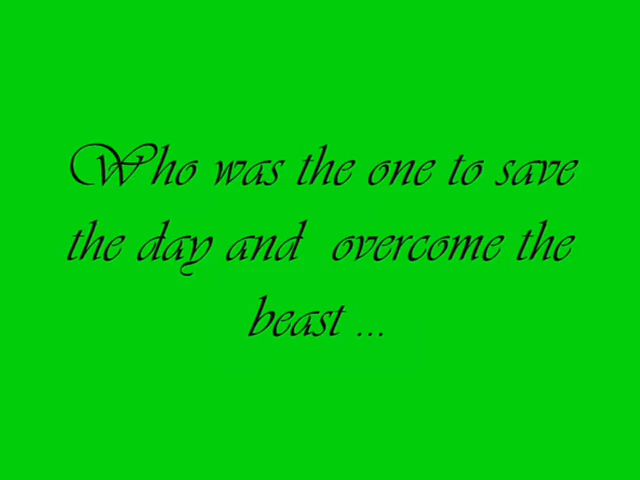 Who was the one to save
the day and  overcome the
beast ...